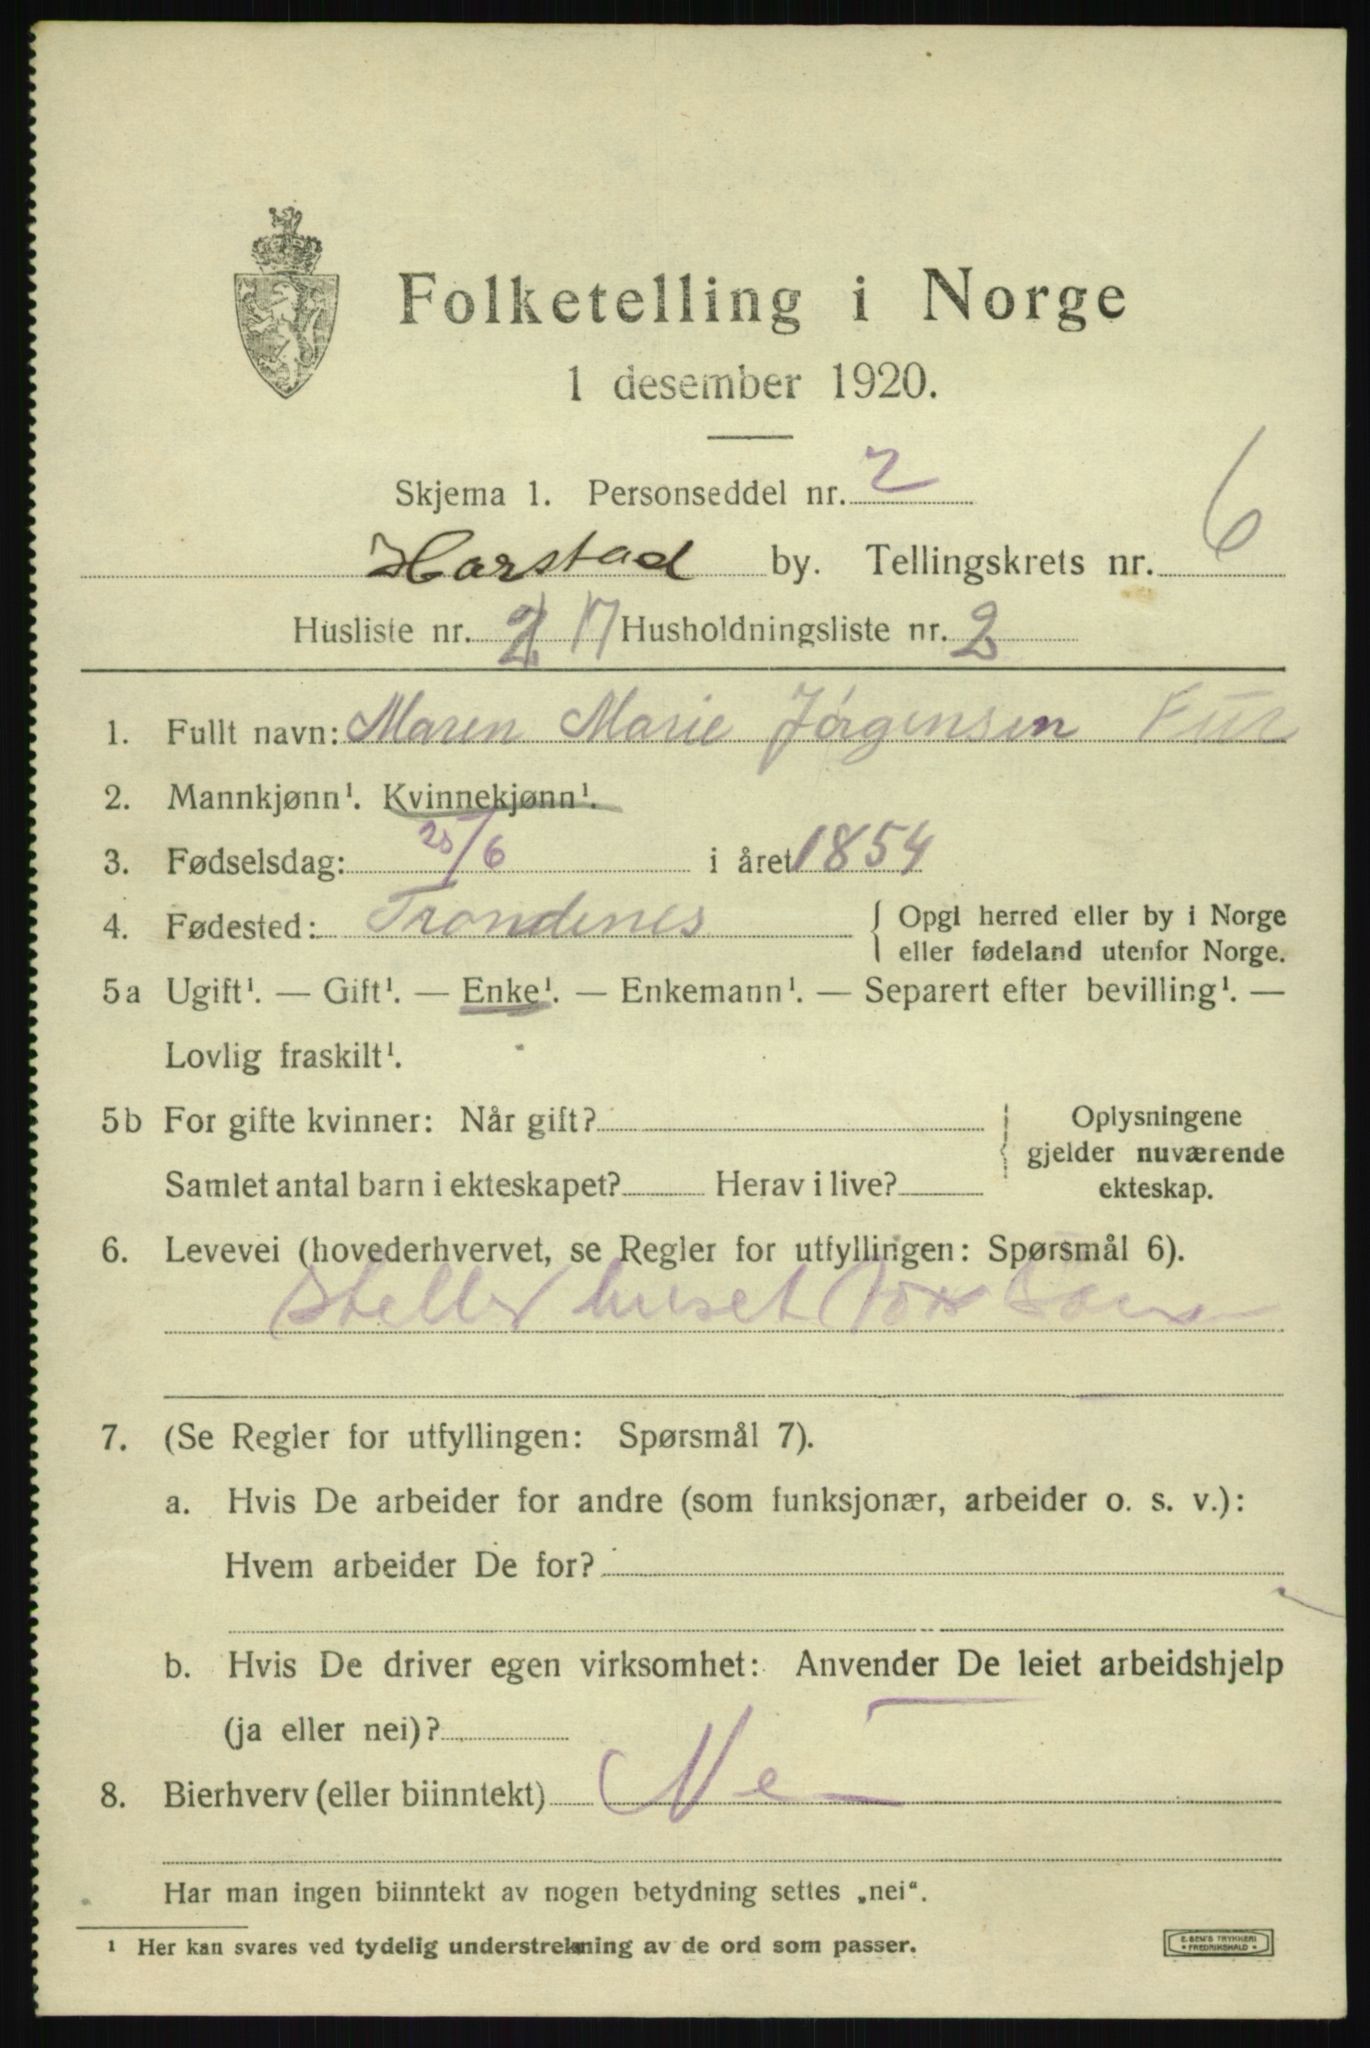 Folketelling i Norge
1 desember 1920.
Skjema 1. Personseddel nr. 2
Harstad by. Tellingskrets nr. 6
Husliste nr. 17 Husholdningsliste nr. 2
1. Fullt navn: Maren Marie Jørgensen
2. Mannkjønn¹. Kvinnekjønn¹.
3. Fødselsdag: 25/6 i året 1854
4. Fødested: Trondenes { Opgi herred eller by i Norge
eller fødeland utenfor Norge.
5a Ugift¹. — Gift¹. — Enke¹. — Enkemann¹. — Separert efter bevilling¹. —
Lovlig fraskilt¹.
5b For gifte kvinner: Når gift? Oplysningene
gjelder nuværende
Samlet antal barn i ekteskapet? Herav i live? ekteskap.
6. Levevei (hovederhvervet, se Regler for utfyllingen: Spørsmål 6).
Steller huset for
7. (Se Regler for utfyllingen: Spørsmål 7).
a. Hvis De arbeider for andre (som funksjonær, arbeider o. s. v.):
Hvem arbeider De for?
b. Hvis De driver egen virksomhet: Anvender De leiet arbeidshjelp
(ja eller nei)?
8. Bierhverv (eller biinntekt) Nei
Har man ingen biinntekt av nogen betydning settes „nei“.
¹ Her kan svares ved tydelig understrekning av de ord som passer.
E. SEM'S TRYKKERI
• FREDRIKSHALD •